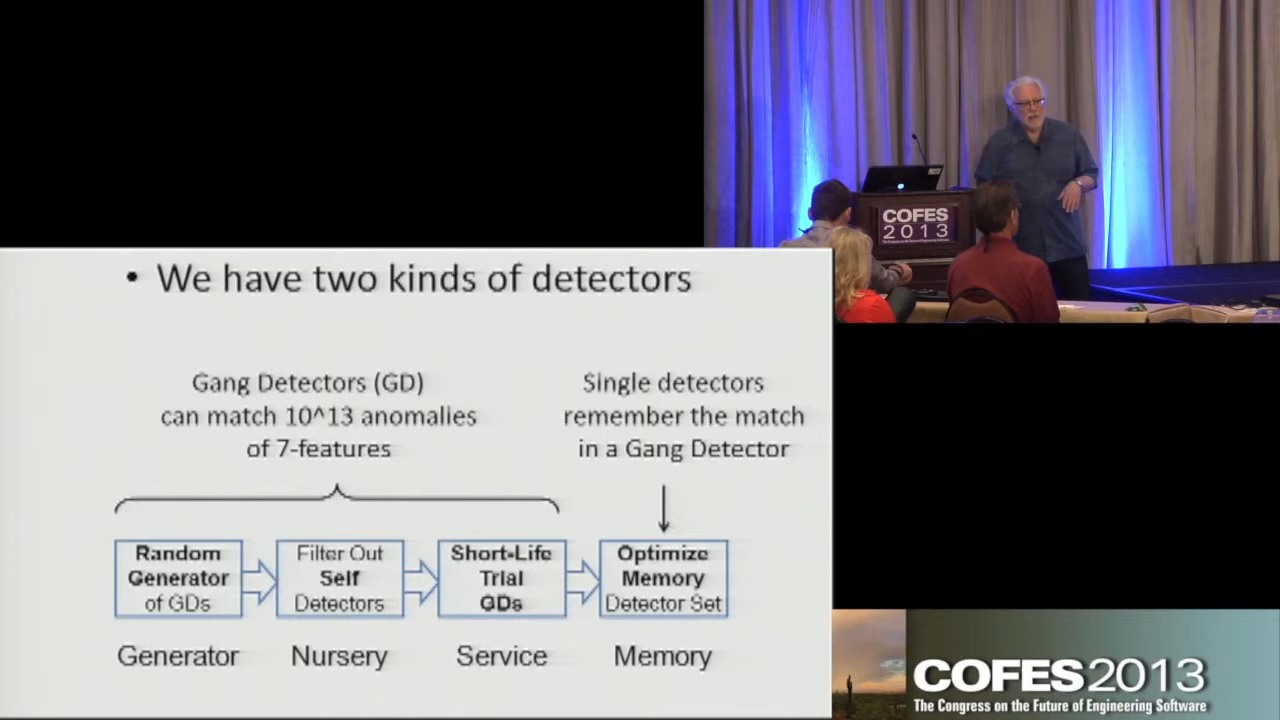 • We have two kinds of detectors
Gang Detectors (GD)
can match 10^13 anomalies
of 7-features
Single detectors
remember the match
in a Gang Detector
Random
Generator
of GDs
Filter Out
Self
Detectors
Short-Life
Trial
GDs
Optimize
Memory
Detector Set
Generator
Nursery
Service
Memory
COFES
2013
COFES2013
The Congress on the Future of Engineering Software